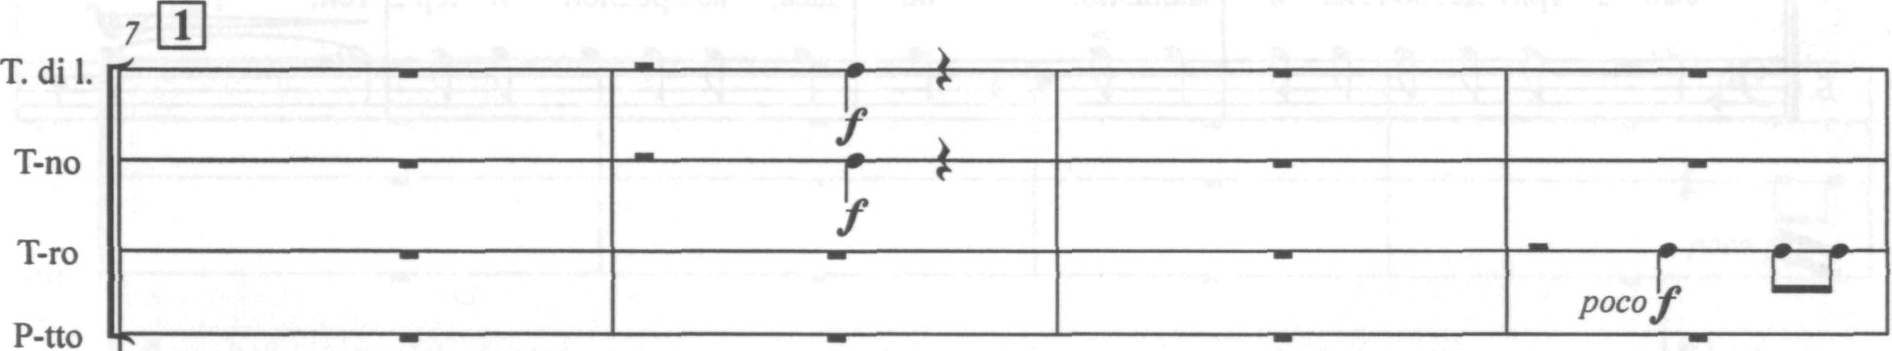 7 1
T. di l.
f
T-no
f
T-ro
poco f
P-tto